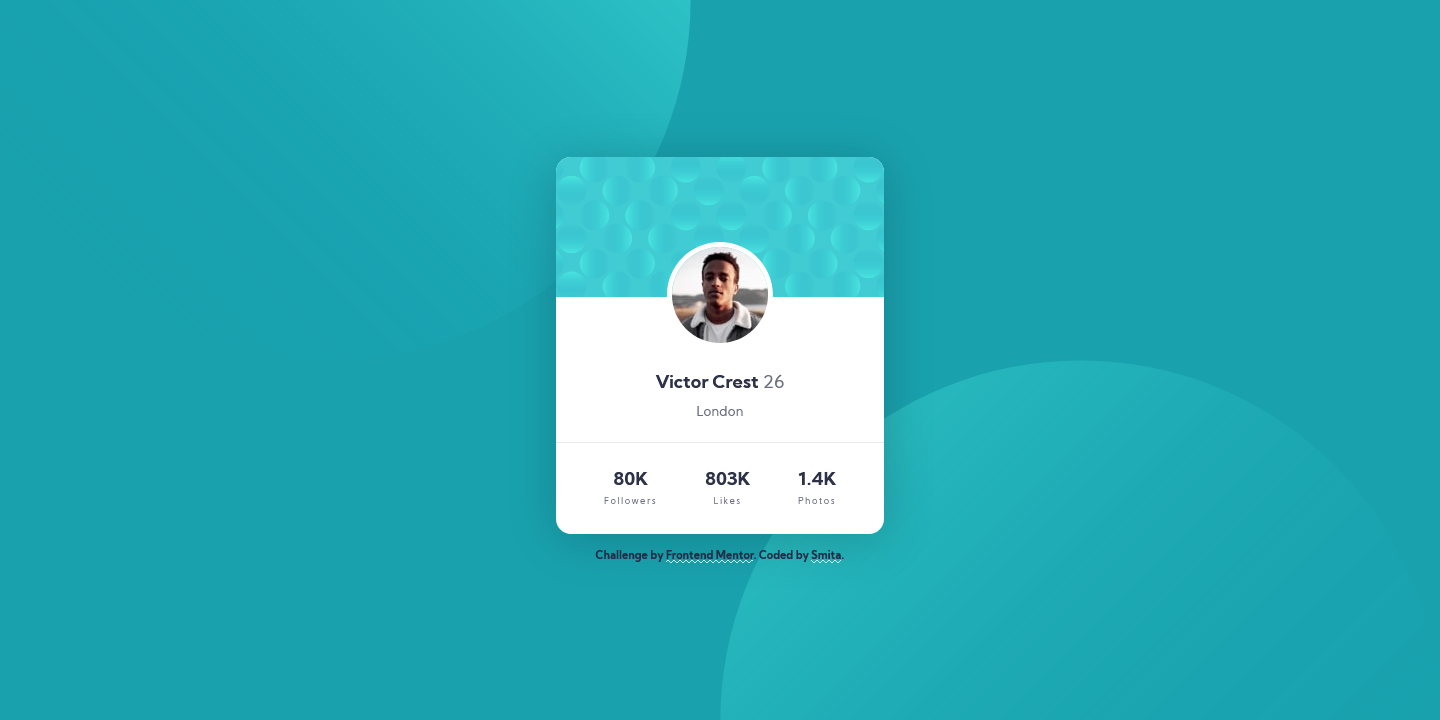 Victor Crest 26
London
80K 803K 1.4K
Followers Likes Photos
Challenge by Frontend Mentor. Coded by Smita.